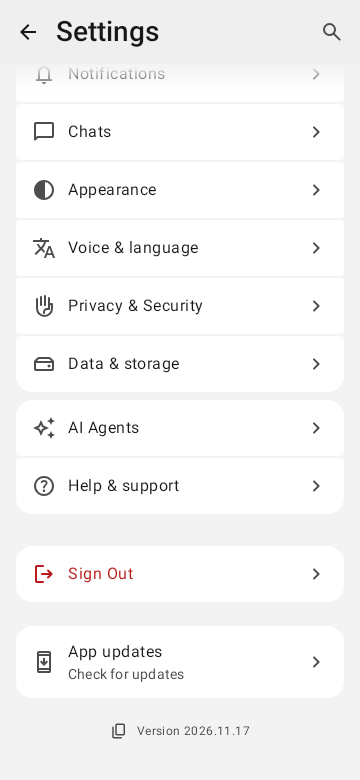 Settings
Notifications
Chats
Appearance
Voice & language
Privacy & Security
Data & storage
AI Agents
Help & support
Sign Out
App updates
Check for updates
Version 2026.11.17